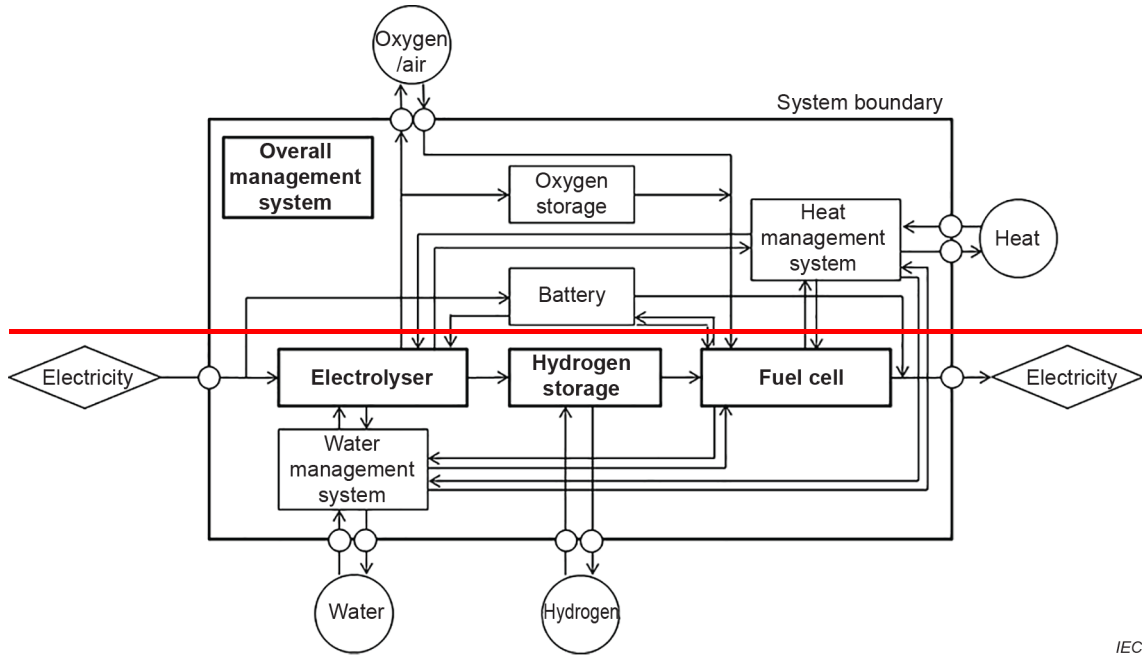 Oxygen
/air
System boundary
Overall
management
system
Oxygen
storage
Heat
management
system
Heat
Battery
Electricity
Electrolyser
Hydrogen
storage
Fuel cell
Electricity
Water
management
system
Water
Hydrogen
IEC